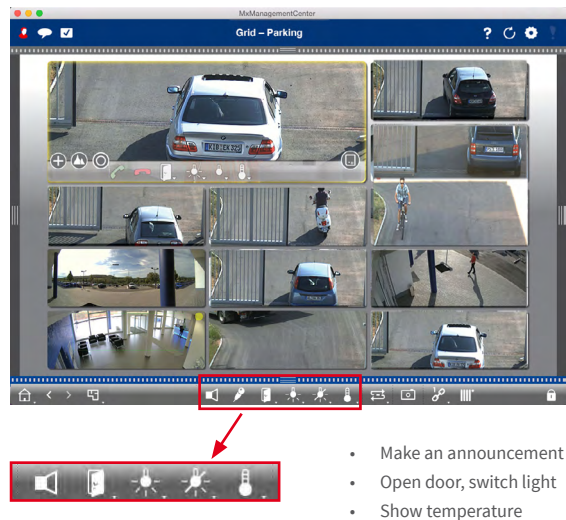 MxManagementCenter
Grid – Parking
• Make an announcement
• Open door, switch light
• Show temperature